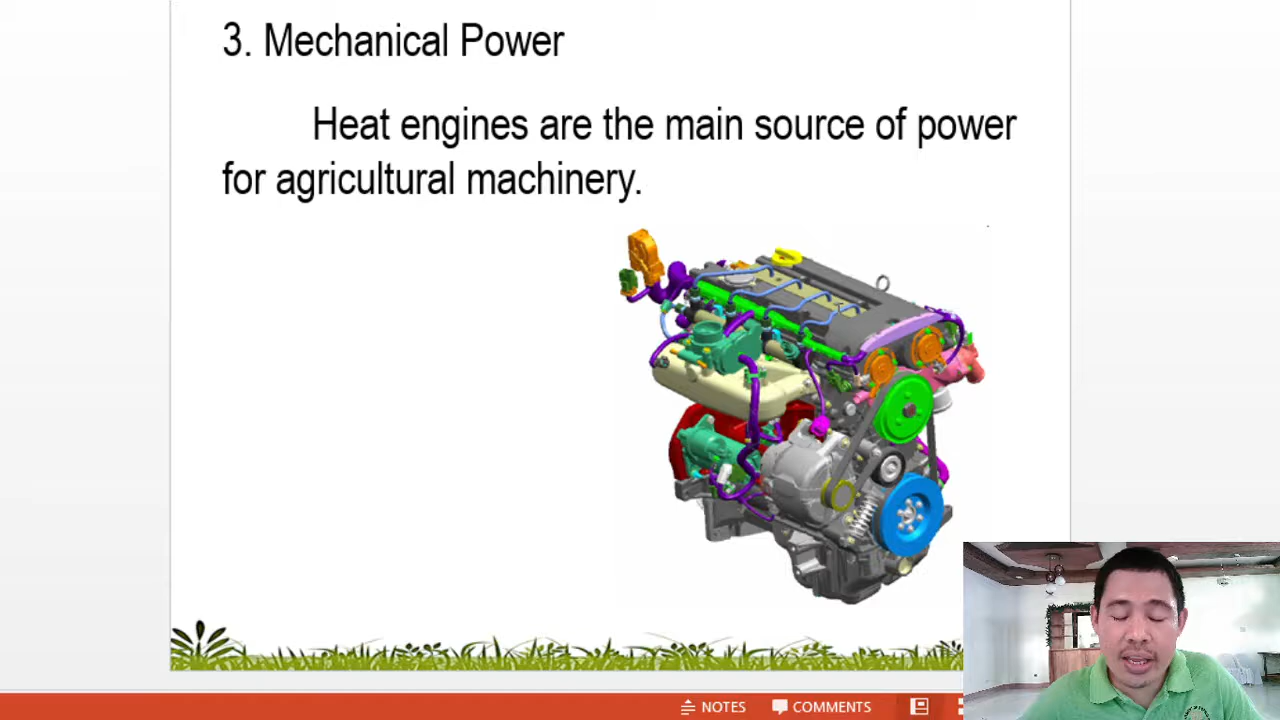 3. Mechanical Power
Heat engines are the main source of power
for agricultural machinery.
NOTES
COMMENTS